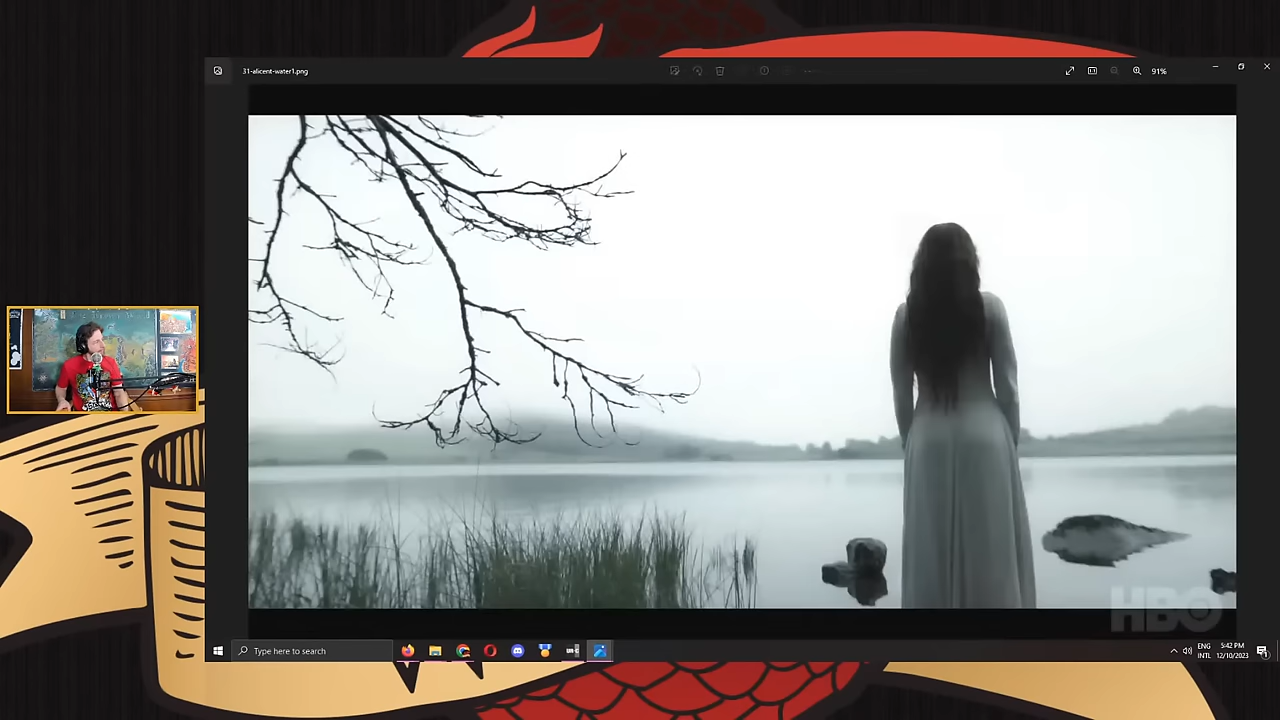 31-alicent-water1.png
91%
HBO
Type here to search
ENG
INTL
5:42 PM
12/10/2023